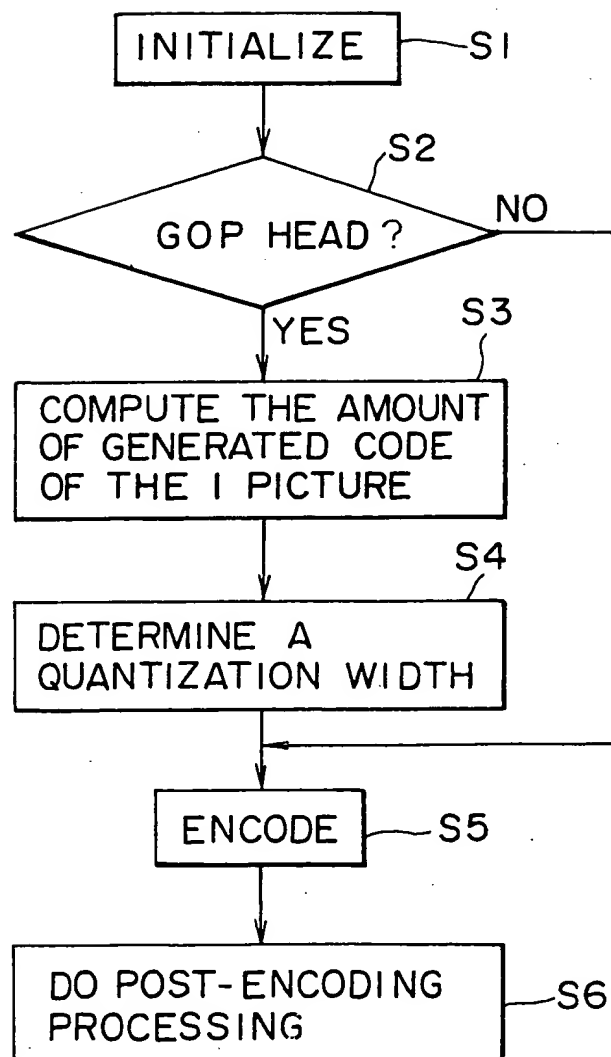 INITIALIZE
S1
S2
GOP HEAD?
NO
YES
S3
COMPUTE THE AMOUNT
OF GENERATED CODE
OF THE I PICTURE
S4
DETERMINE A
QUANTIZATION WIDTH
ENCODE
S5
DO POST-ENCODING
PROCESSING
S6